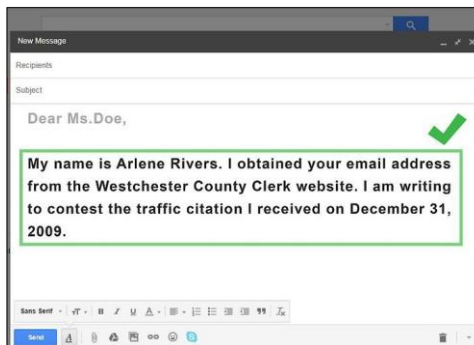 New Message
Recipients
Subject
Dear Ms.Doe,
My name is Arlene Rivers. I obtained your email address
from the Westchester County Clerk website. I am writing
to contest the traffic citation I received on December 31,
2009.
Sans Serif
B I U A
Send A